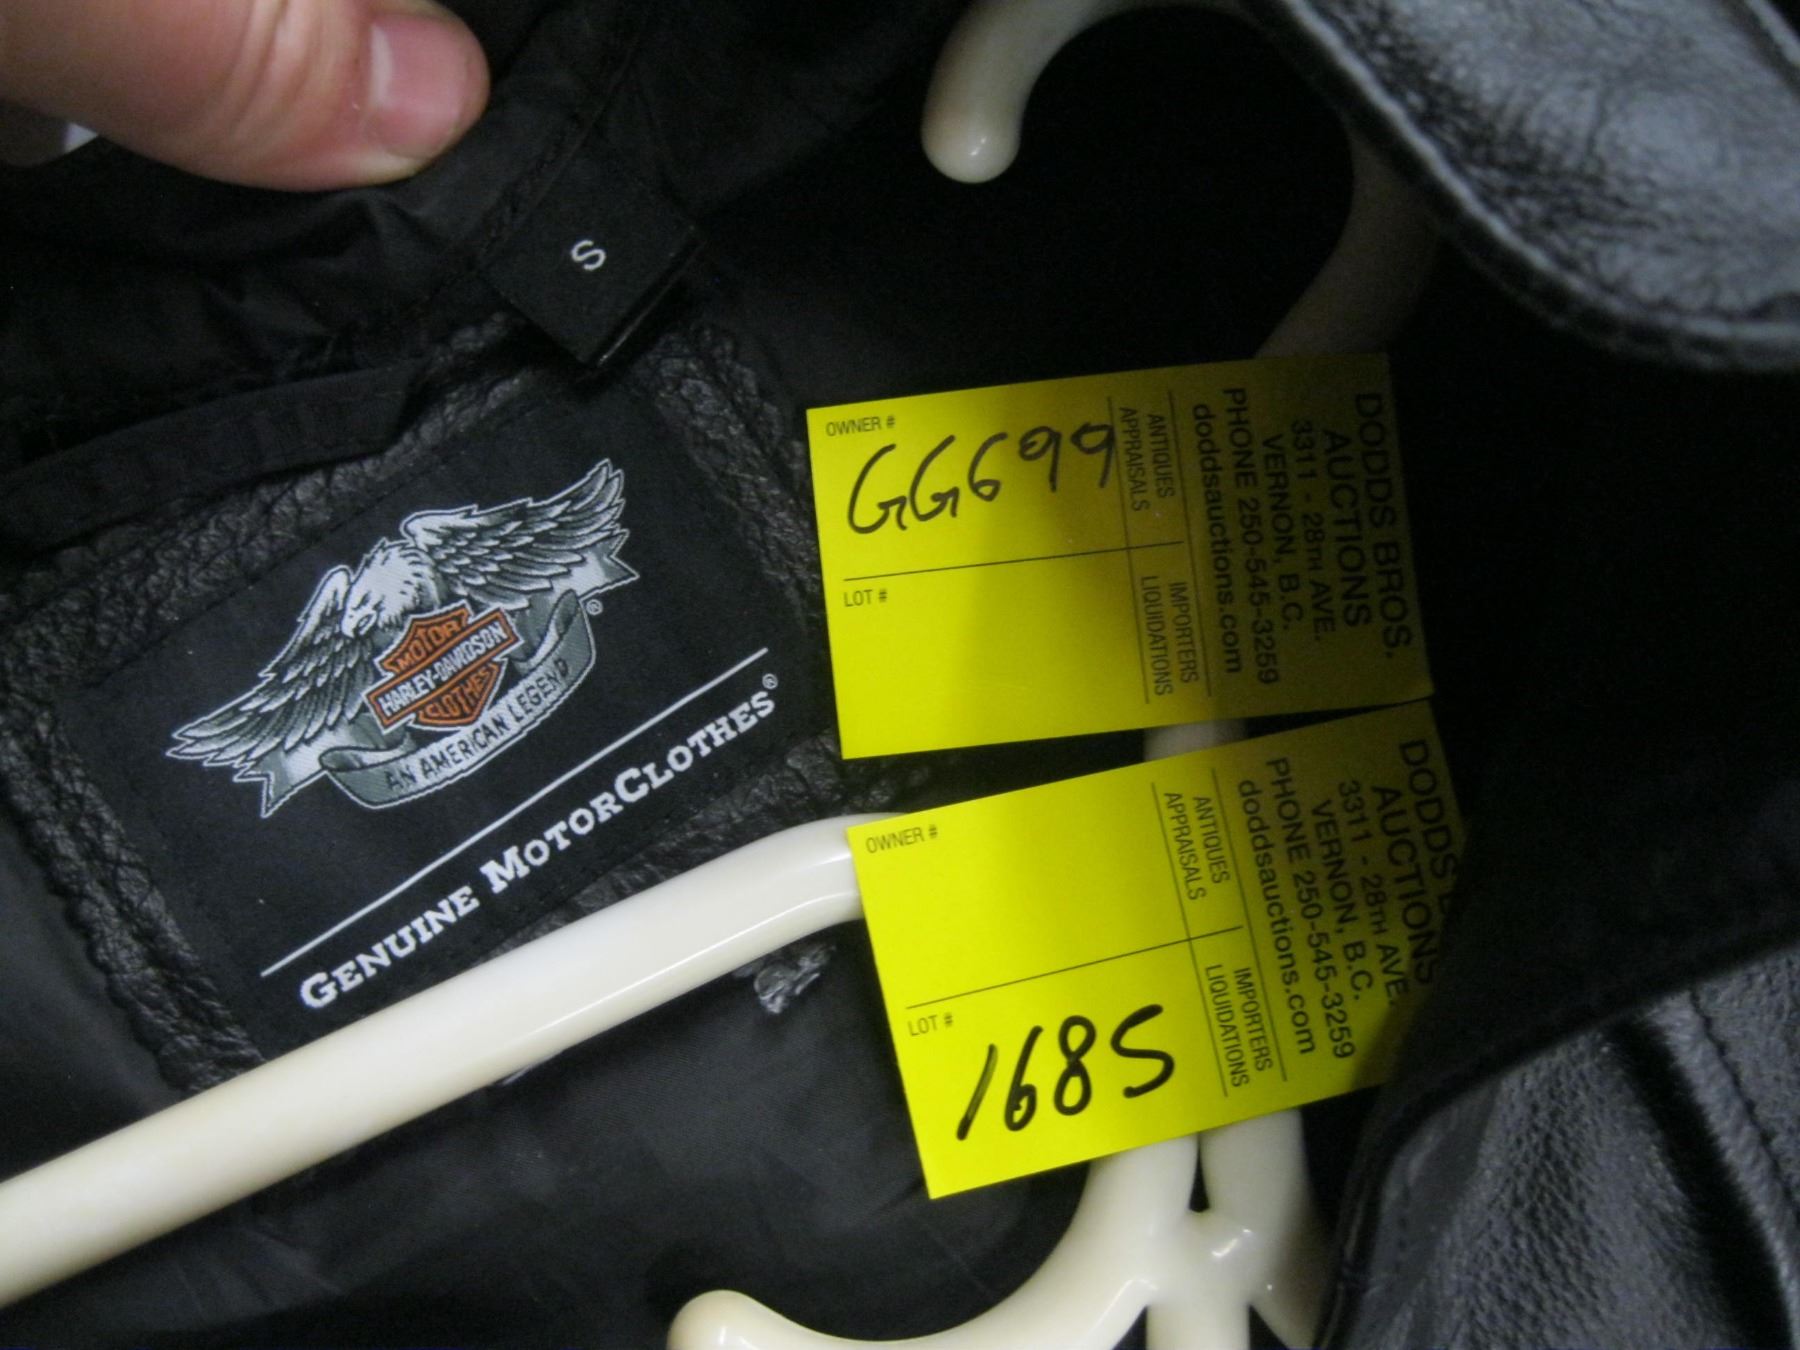 S
MOTOR
HARLEY-DAVIDSON
CLOTHES
AN AMERICAN LEGEND
®
GENUINE MOTORCLOTHES®
OWNER #
GG699
LOT #
ANTIQUES
APPRAISALS
IMPORTERS
LIQUIDATIONS
DODDS BROS.
AUCTIONS
3311 - 28TH AVE.
VERNON, B.C.
PHONE 250-545-3259
doddsauctions.com
OWNER #
LOT #
1685
ANTIQUES
APPRAISALS
IMPORTERS
LIQUIDATIONS
DODDS
AUCTIONS
3311 - 28TH AVE.
VERNON, B.C.
PHONE 250-545-3259
doddsauctions.com